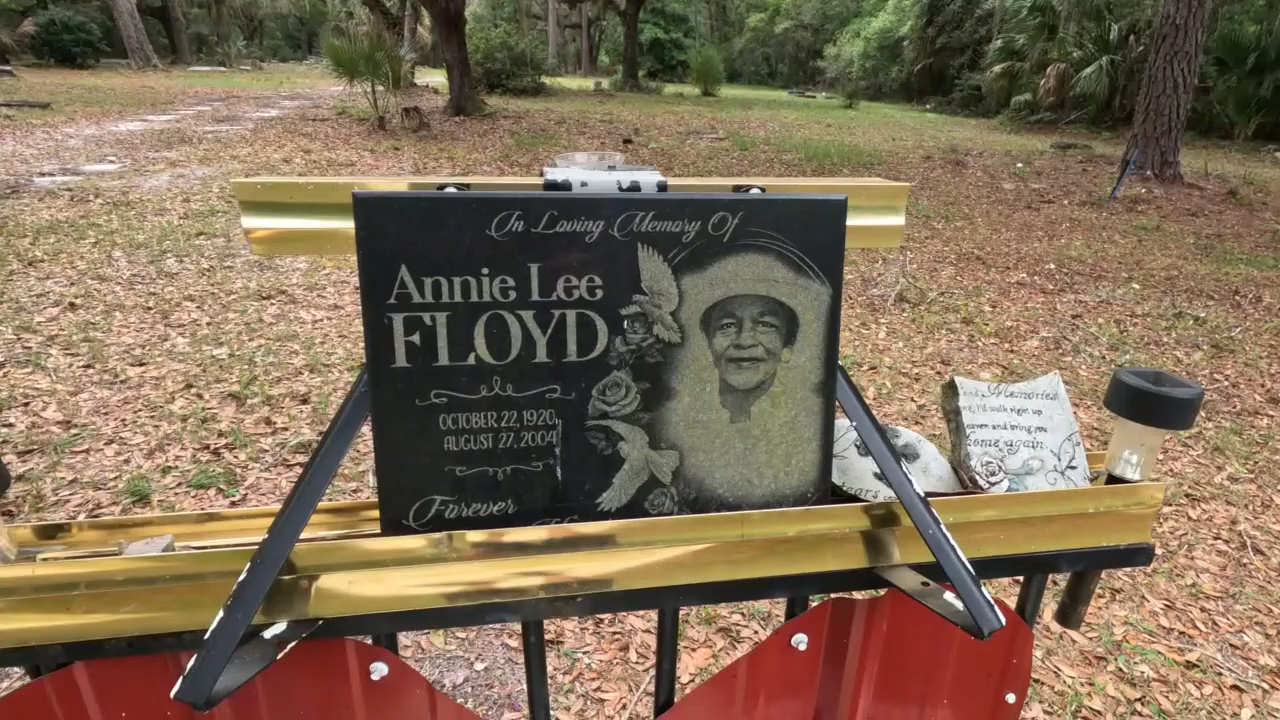 In Loving Memory Of
Annie Lee
FLOYD
OCTOBER 22, 1920,
AUGUST 27, 2004
Forever
Memories
I'd walk right up
and bring you
home again.
tears